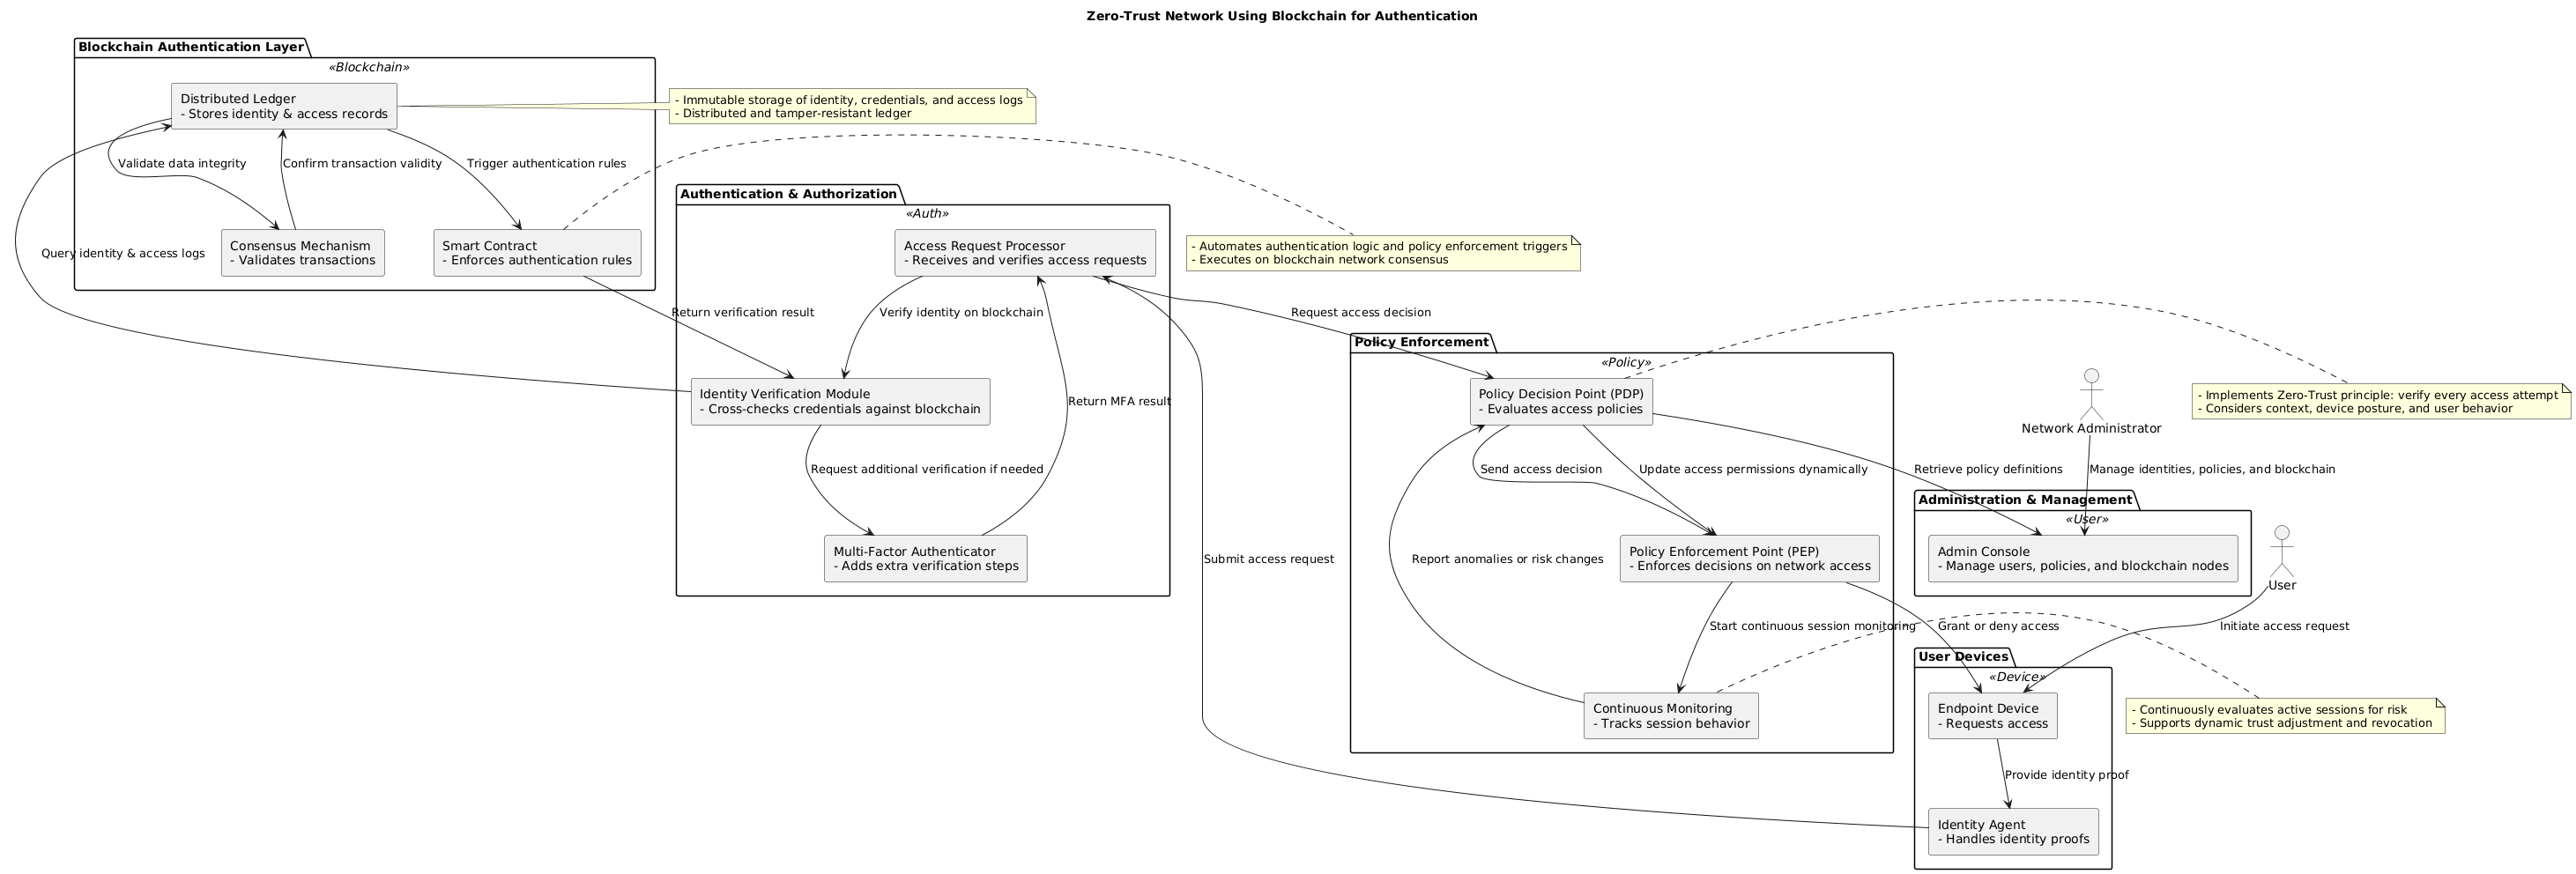 Zero-Trust Network Using Blockchain for Authentication
Blockchain Authentication Layer
«Blockchain»
Distributed Ledger
- Stores identity & access records
- Immutable storage of identity, credentials, and access logs
- Distributed and tamper-resistant ledger
Validate data integrity
Confirm transaction validity
Trigger authentication rules
Query identity & access logs
Consensus Mechanism
- Validates transactions
Smart Contract
- Enforces authentication rules
- Automates authentication logic and policy enforcement triggers
- Executes on blockchain network consensus
Authentication & Authorization
«Auth»
Access Request Processor
- Receives and verifies access requests
Return verification result
Verify identity on blockchain
Request access decision
Identity Verification Module
- Cross-checks credentials against blockchain
Return MFA result
Request additional verification if needed
Multi-Factor Authenticator
- Adds extra verification steps
Submit access request
Policy Enforcement
«Policy»
Policy Decision Point (PDP)
- Evaluates access policies
- Implements Zero-Trust principle: verify every access attempt
- Considers context, device posture, and user behavior
Send access decision
Update access permissions dynamically
Retrieve policy definitions
Report anomalies or risk changes
Policy Enforcement Point (PEP)
- Enforces decisions on network access
Start continuous session monitoring
Grant or deny access
Continuous Monitoring
- Tracks session behavior
- Continuously evaluates active sessions for risk
- Supports dynamic trust adjustment and revocation
Network Administrator
Manage identities, policies, and blockchain
Administration & Management
«User»
Admin Console
- Manage users, policies, and blockchain nodes
User
Initiate access request
User Devices
«Device»
Endpoint Device
- Requests access
Provide identity proof
Identity Agent
- Handles identity proofs